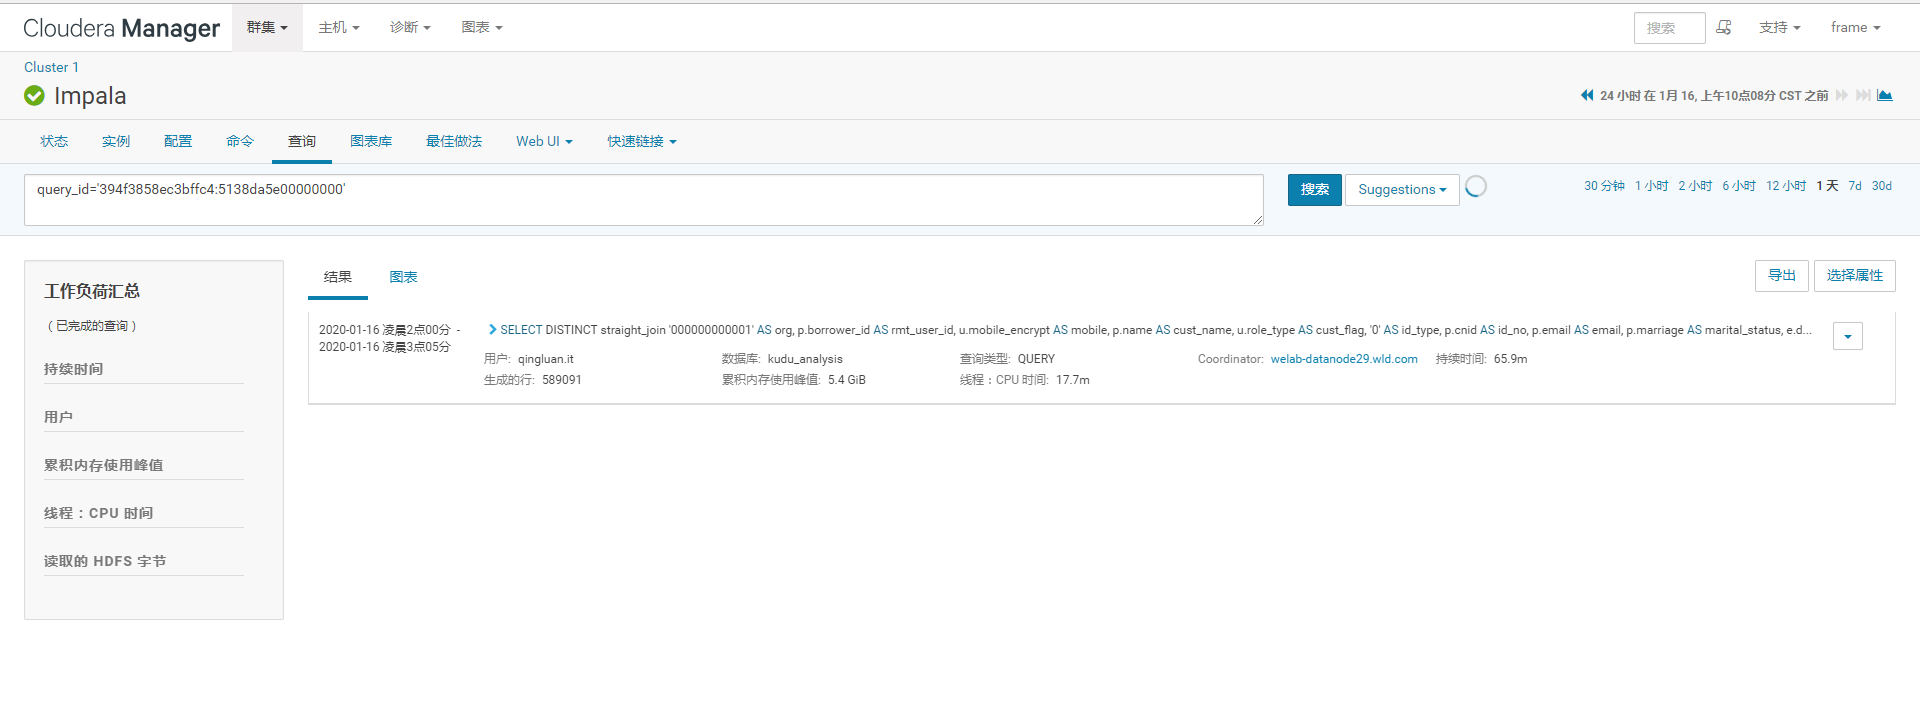 Cloudera Manager 群集 主机 诊断 图表 搜索 支持 frame
Cluster 1
Impala 24 小时 在 1月 16, 上午10点08分 CST 之前
状态 实例 配置 命令 查询 图表库 最佳做法 Web UI 快速链接
query_id='394f3858ec3bffc4:5138da5e00000000' 搜索 Suggestions 30 分钟 1 小时 2 小时 6 小时 12 小时 1 天 7d 30d
工作负荷汇总
（已完成的查询）
持续时间
用户
累积内存使用峰值
线程：CPU 时间
读取的 HDFS 字节
结果 图表 导出 选择属性
2020-01-16 凌晨2点00分 -
2020-01-16 凌晨3点05分
SELECT DISTINCT straight_join '000000000001' AS org, p.borrower_id AS rmt_user_id, u.mobile_encrypt AS mobile, p.name AS cust_name, u.role_type AS cust_flag, '0' AS id_type, p.cnid AS id_no, p.email AS email, p.marriage AS marital_status, e.d...
用户: qingluan.it 数据库: kudu_analysis 查询类型: QUERY Coordinator: welab-datanode29.wld.com 持续时间: 65.9m
生成的行: 589091 累积内存使用峰值: 5.4 GiB 线程：CPU 时间: 17.7m